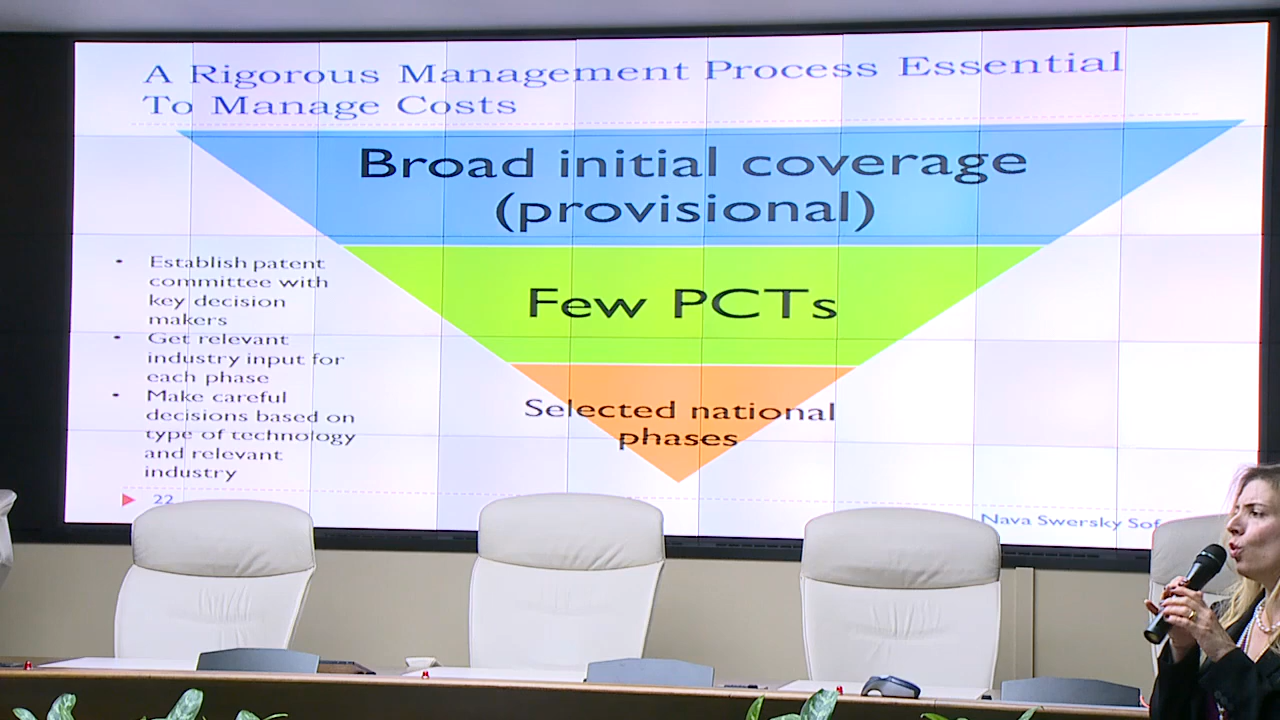 A Rigorous Management Process Essential
To Manage Costs
Broad initial coverage
(provisional)
Few PCTs
Selected national
phases
• Establish patent
committee with
key decision
makers
• Get relevant
industry input for
each phase
• Make careful
decisions based on
type of technology
and relevant
industry
22
Nava Swersky Sof